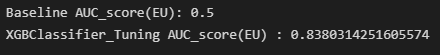 Baseline AUC_score(EU): 0.5
XGBClassifier_Tuning AUC_score(EU) : 0.8380314251605574